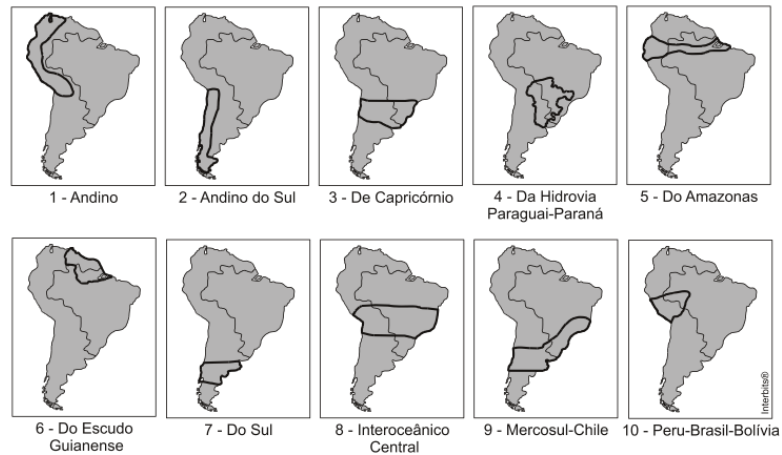 1 - Andino
2 - Andino do Sul
3 - De Capricórnio
4 - Da Hidrovia
Paraguai-Paraná
5 - Do Amazonas
6 - Do Escudo
Guianense
7 - Do Sul
8 - Interoceânico
Central
9 - Mercosul-Chile
10 - Peru-Brasil-Bolívia
Interbits®